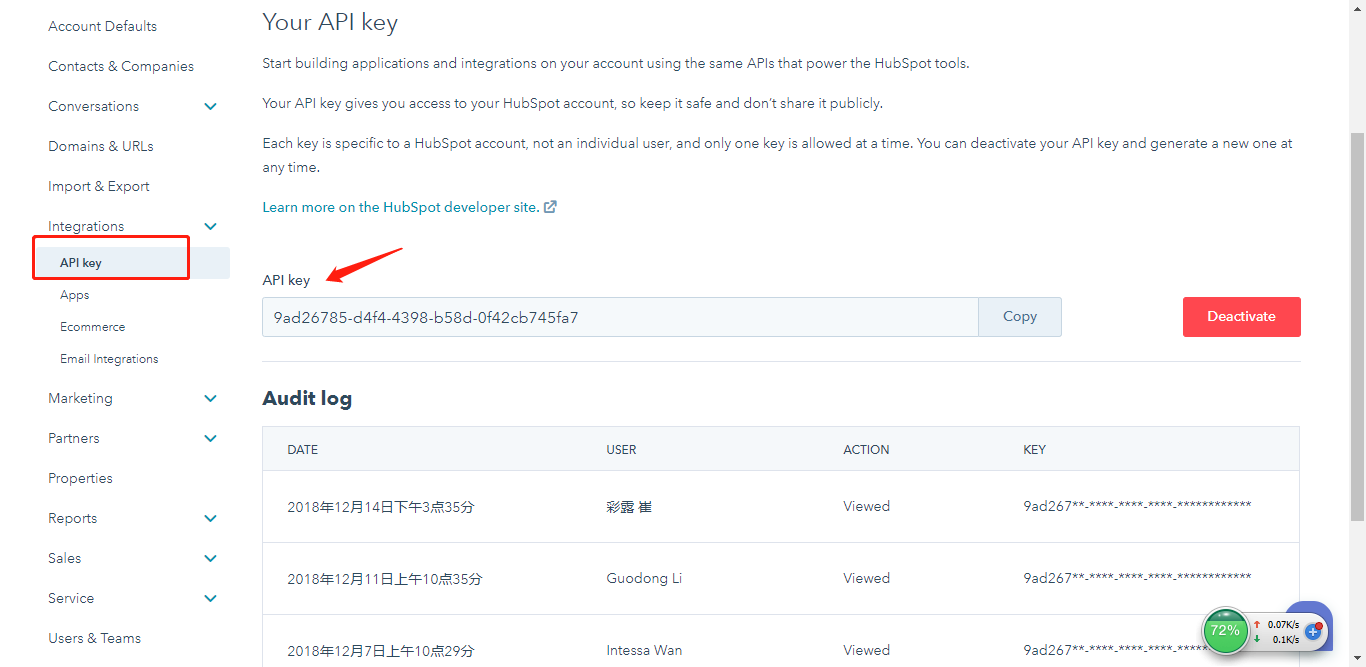 Account Defaults
Contacts & Companies
Conversations
Domains & URLs
Import & Export
Integrations
API key
Apps
Ecommerce
Email Integrations
Marketing
Partners
Properties
Reports
Sales
Service
Users & Teams
Your API key
Start building applications and integrations on your account using the same APIs that power the HubSpot tools.
Your API key gives you access to your HubSpot account, so keep it safe and don't share it publicly.
Each key is specific to a HubSpot account, not an individual user, and only one key is allowed at a time. You can deactivate your API key and generate a new one at
any time.
Learn more on the HubSpot developer site.
API key
9ad26785-d4f4-4398-b58d-0f42cb745fa7 Copy Deactivate
Audit log
DATE USER ACTION KEY
2018年12月14日下午3点35分 彩露 崔 Viewed 9ad267**-****-****-****-************
2018年12月11日上午10点35分 Guodong Li Viewed 9ad267**-****-****-****-************
2018年12月7日上午10点29分 Intessa Wan Viewed 9ad267**-****-****-****-***
72% 0.07K/s
0.1K/s